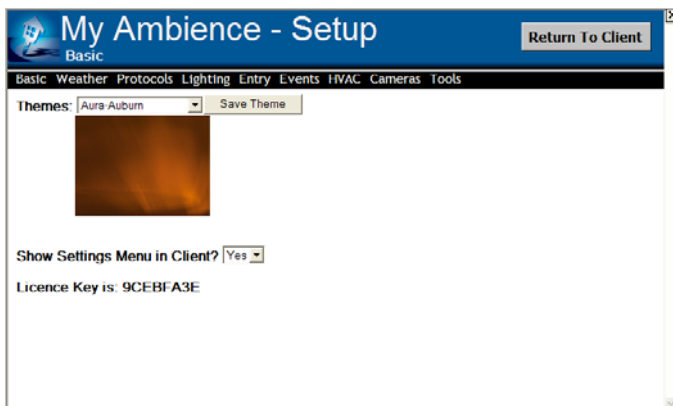 My Ambience - Setup
Basic
Return To Client
Basic Weather Protocols Lighting Entry Events HVAC Cameras Tools
Themes: Aura-Auburn Save Theme
Show Settings Menu in Client? Yes
Licence Key is: 9CEBFA3E